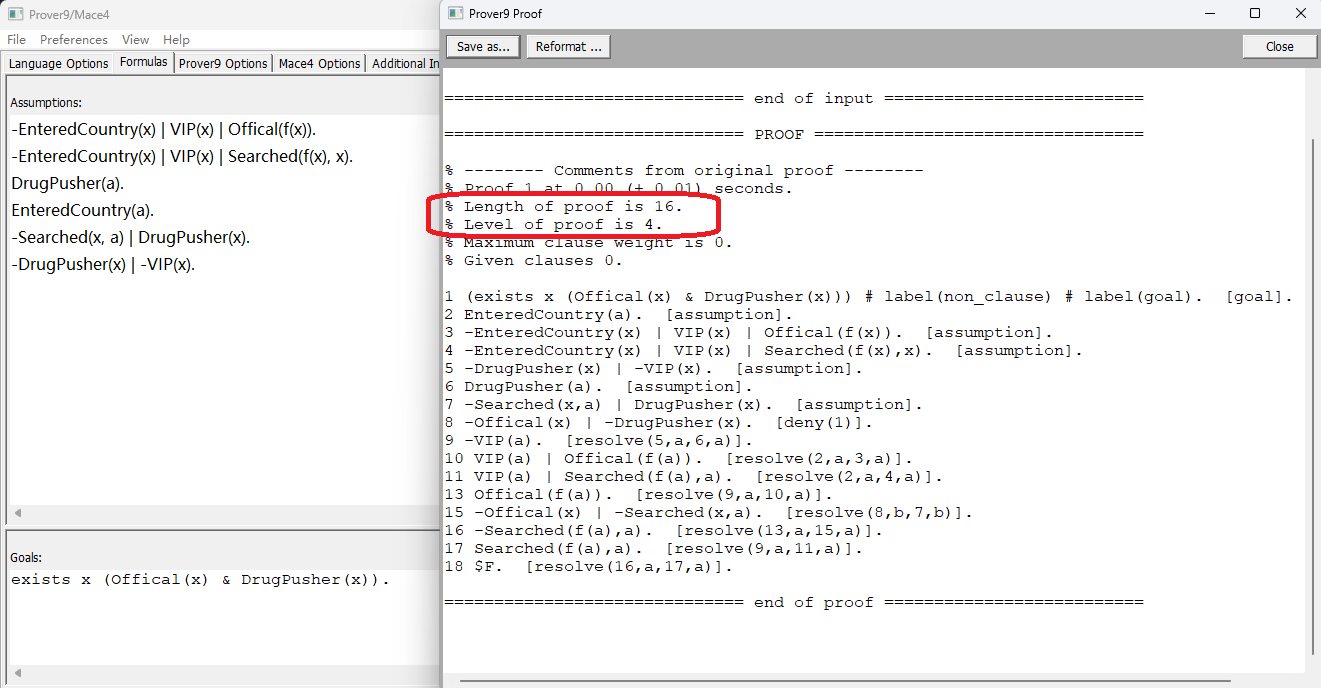 Prover9/Mace4
File Preferences View Help
Language Options Formulas Prover9 Options Mace4 Options Additional In
Assumptions:
-EnteredCountry(x) | VIP(x) | Offical(f(x)).
-EnteredCountry(x) | VIP(x) | Searched(f(x), x).
DrugPusher(a).
EnteredCountry(a).
-Searched(x, a) | DrugPusher(x).
-DrugPusher(x) | -VIP(x).
Goals:
exists x (Offical(x) & DrugPusher(x)).
Prover9 Proof
Save as... Reformat ... Close
============================== end of input ==========================
============================== PROOF =================================
% -------- Comments from original proof --------
% Proof 1 at 0.00 (+ 0.01) seconds.
% Length of proof is 16.
% Level of proof is 4.
% Maximum clause weight is 0.
% Given clauses 0.
1 (exists x (Offical(x) & DrugPusher(x))) # label(non_clause) # label(goal).  [goal].
2 EnteredCountry(a).  [assumption].
3 -EnteredCountry(x) | VIP(x) | Offical(f(x)).  [assumption].
4 -EnteredCountry(x) | VIP(x) | Searched(f(x),x).  [assumption].
5 -DrugPusher(x) | -VIP(x).  [assumption].
6 DrugPusher(a).  [assumption].
7 -Searched(x,a) | DrugPusher(x).  [assumption].
8 -Offical(x) | -DrugPusher(x).  [deny(1)].
9 -VIP(a).  [resolve(5,a,6,a)].
10 VIP(a) | Offical(f(a)).  [resolve(2,a,3,a)].
11 VIP(a) | Searched(f(a),a).  [resolve(2,a,4,a)].
13 Offical(f(a)).  [resolve(9,a,10,a)].
15 -Offical(x) | -Searched(x,a).  [resolve(8,b,7,b)].
16 -Searched(f(a),a).  [resolve(13,a,15,a)].
17 Searched(f(a),a).  [resolve(9,a,11,a)].
18 $F.  [resolve(16,a,17,a)].
============================== end of proof ==========================